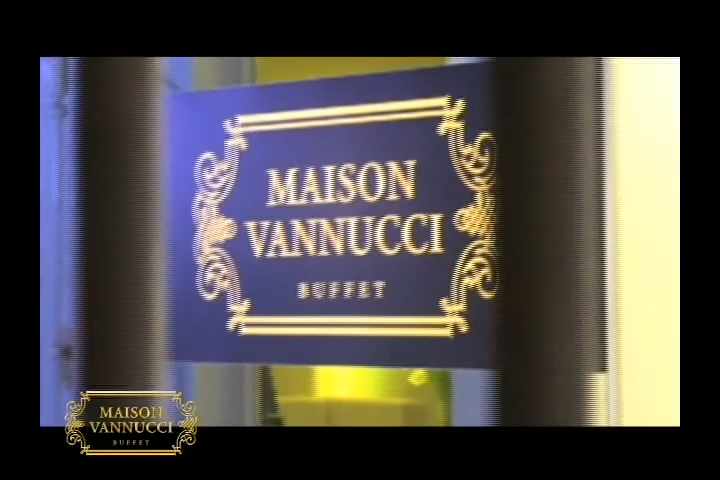 MAISON
VANNUCCI
BUFFET
MAISON
VANNUCCI
BUFFET